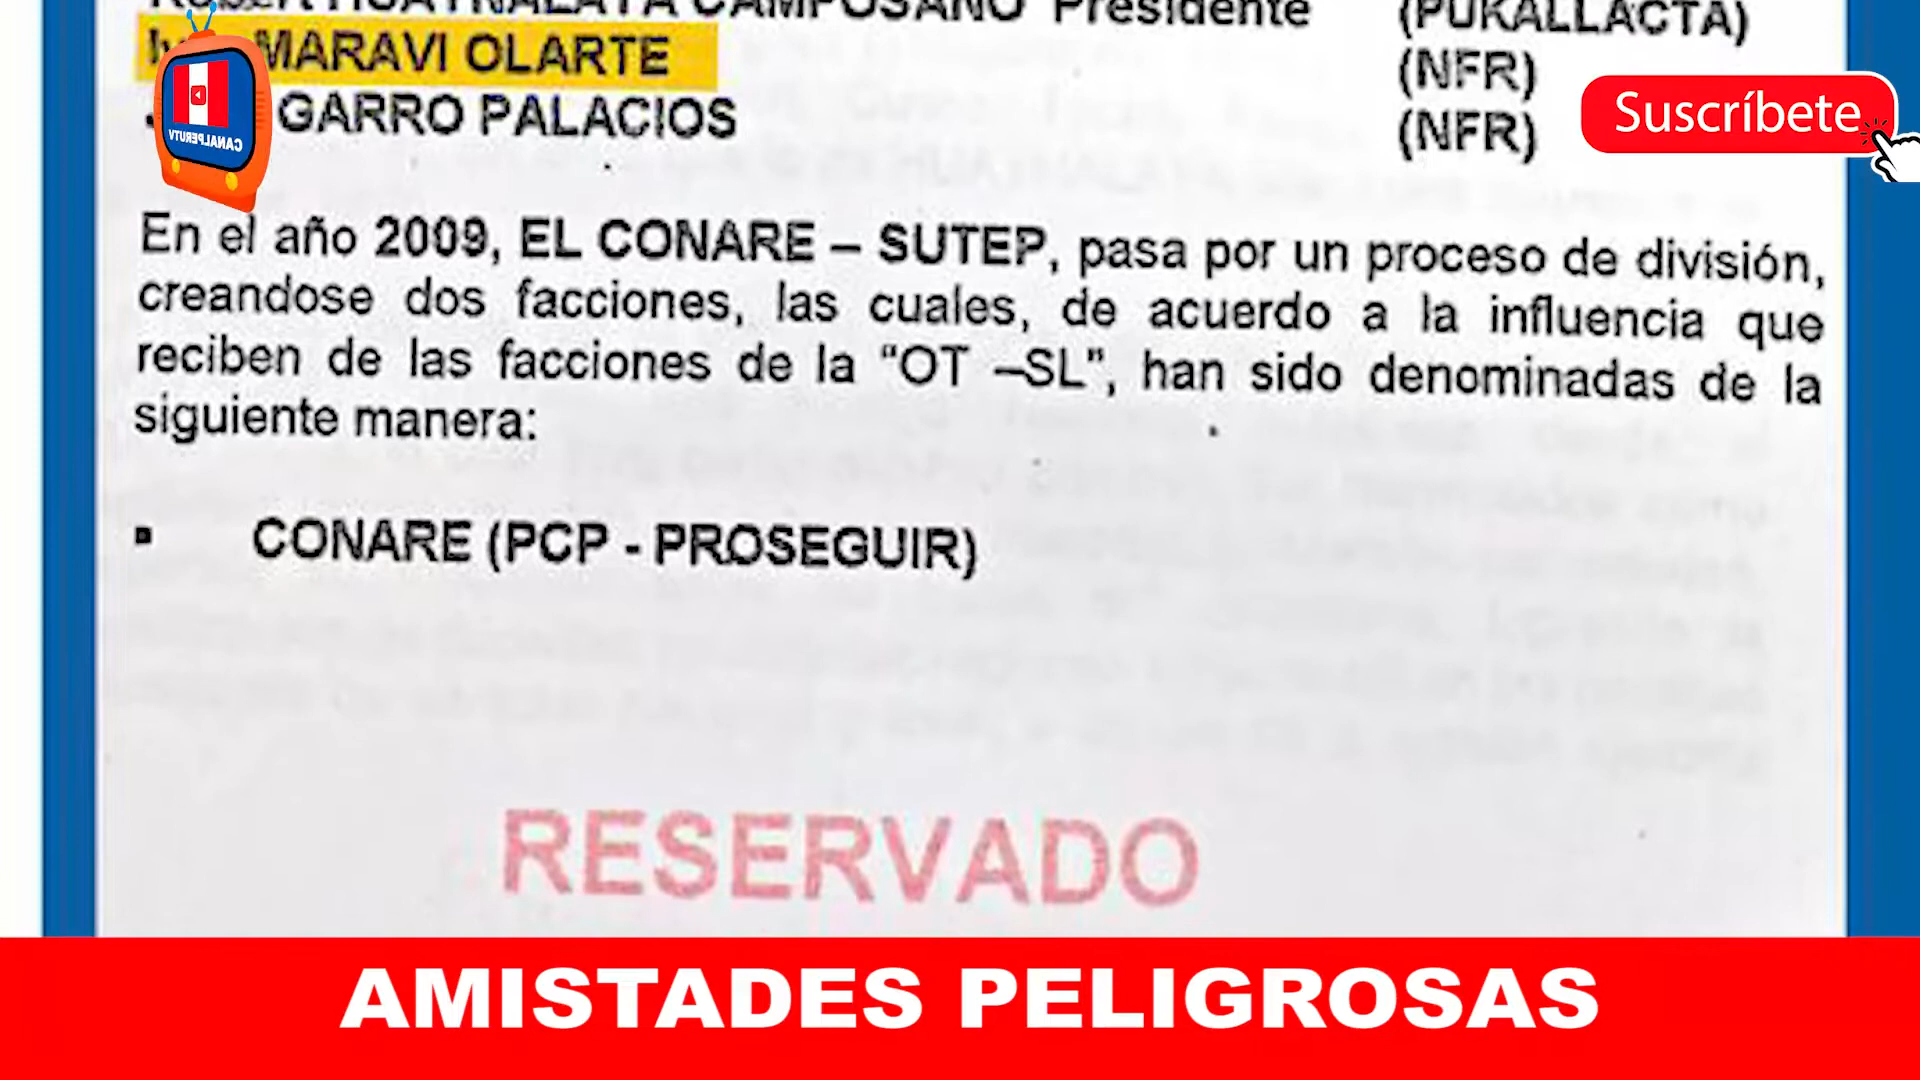 HUAYNALAYA CAMPOSANO Presidente (PUKALLACTA)
MARAVI OLARTE (NFR)
GARRO PALACIOS (NFR)
Suscríbete
CANALPERUTV
En el año 2009, EL CONARE – SUTEP, pasa por un proceso de división,
creandose dos facciones, las cuales, de acuerdo a la influencia que
reciben de las facciones de la "OT –SL", han sido denominadas de la
siguiente manera:
▪ CONARE (PCP - PROSEGUIR)
RESERVADO
AMISTADES PELIGROSAS